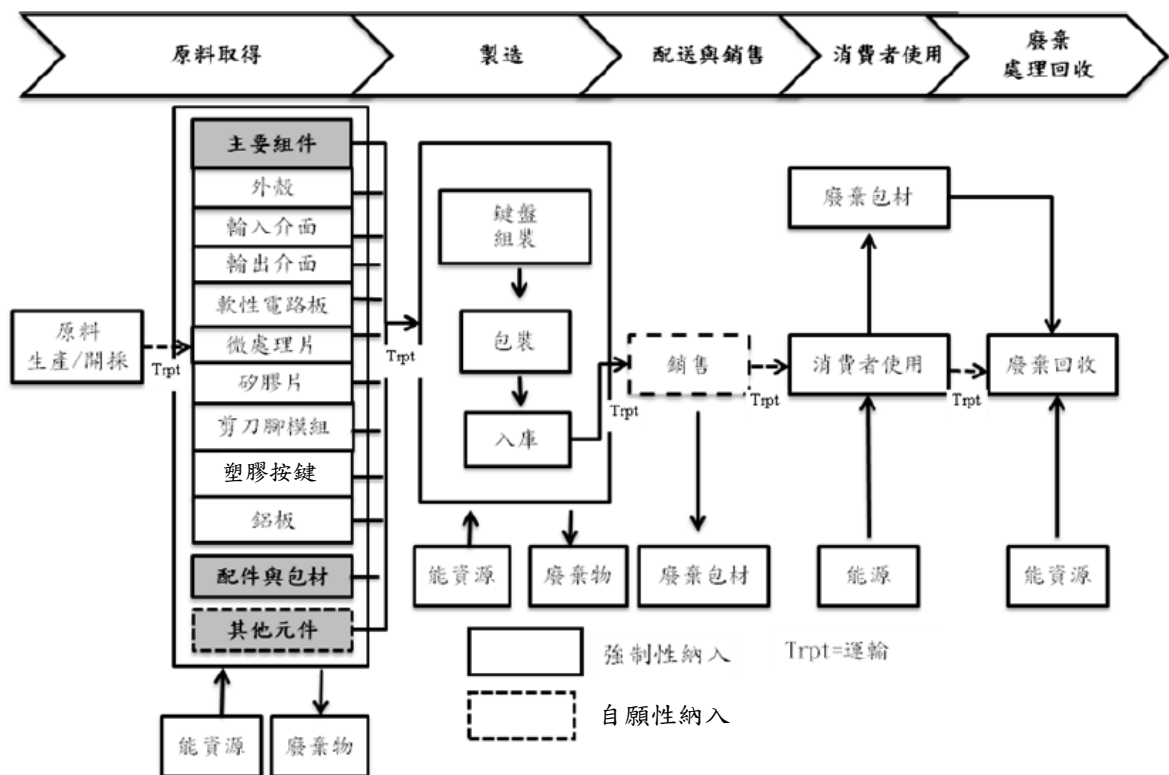 原料取得
製造
配送與銷售
消費者使用
廢棄
處理回收
原料
生產/開採
Trpt
主要組件
外殼
輸入介面
輸出介面
軟性電路板
微處理片
矽膠片
剪刀腳模組
塑膠按鍵
鋁板
配件與包材
其他元件
能資源
廢棄物
Trpt
鍵盤
組裝
包裝
入庫
能資源
廢棄物
Trpt
銷售
廢棄包材
Trpt
廢棄包材
消費者使用
能源
Trpt
廢棄回收
能資源
強制性納入
Trpt=運輸
自願性納入